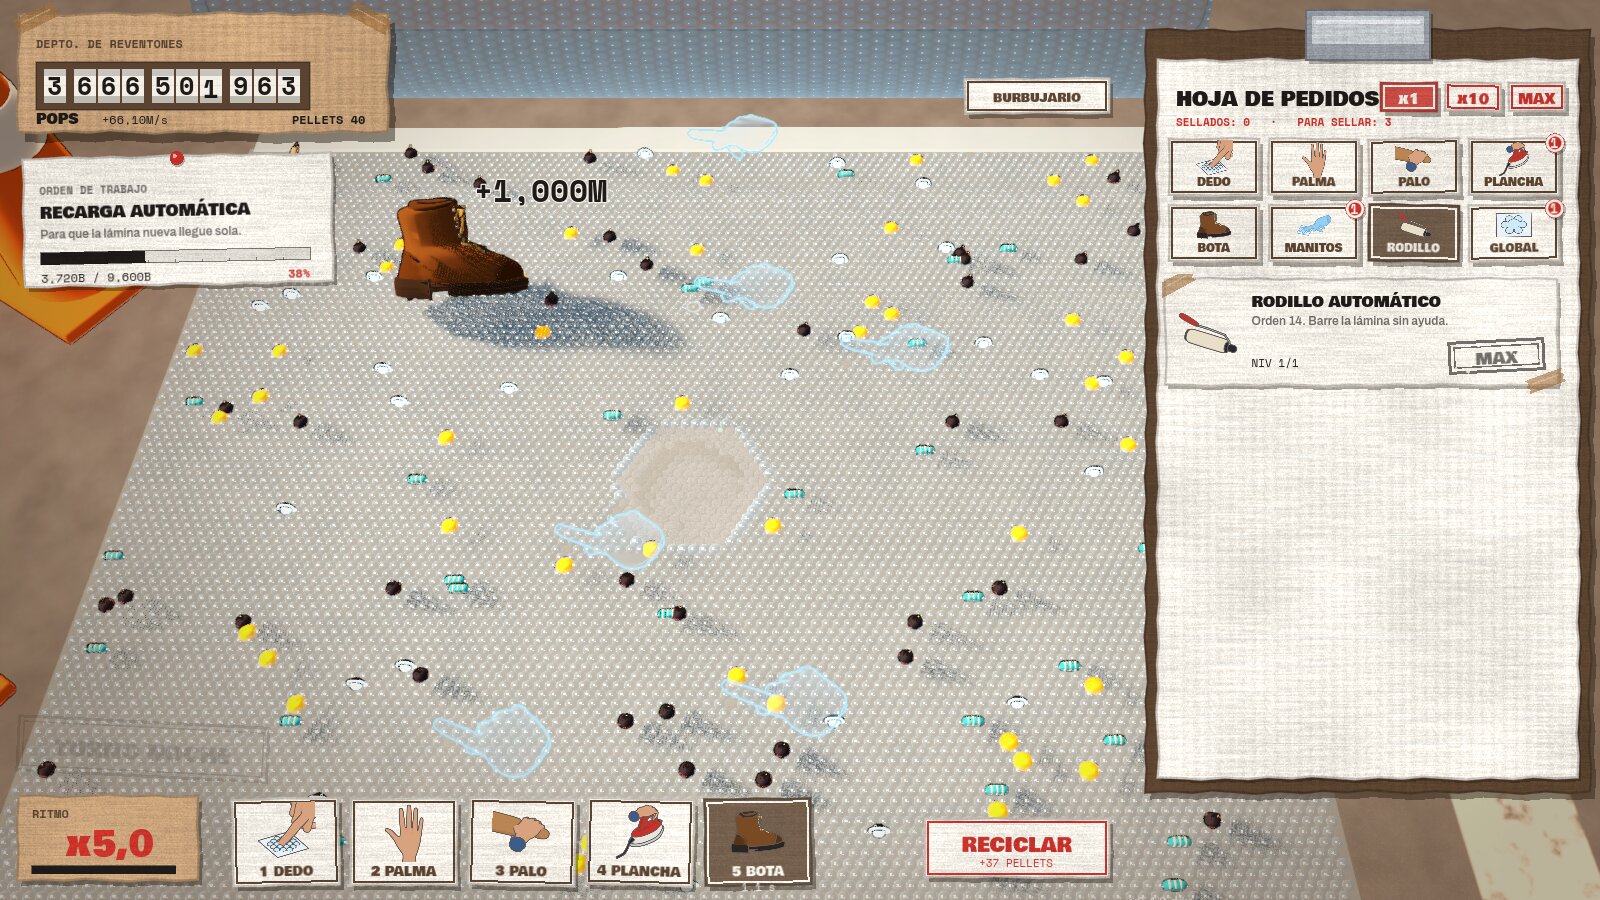 DEPTO. DE REVENTONES
3 666 501 963
POPS +66,10M/s PELLETS 40
ORDEN DE TRABAJO
RECARGA AUTOMÁTICA
Para que la lámina nueva llegue sola.
3,720B / 9,600B 38%
+1,000M
BURBUJARIO
HOJA DE PEDIDOS x1 x10 MAX
SELLADOS: 0 · PARA SELLAR: 3
DEDO PALMA PALO PLANCHA 1
BOTA MANITOS 1 RODILLO GLOBAL 1
RODILLO AUTOMÁTICO
Orden 14. Barre la lámina sin ayuda.
NIV 1/1 MAX
RITMO
x5,0
1 DEDO 2 PALMA 3 PALO 4 PLANCHA 5 BOTA
RECICLAR
+37 PELLETS